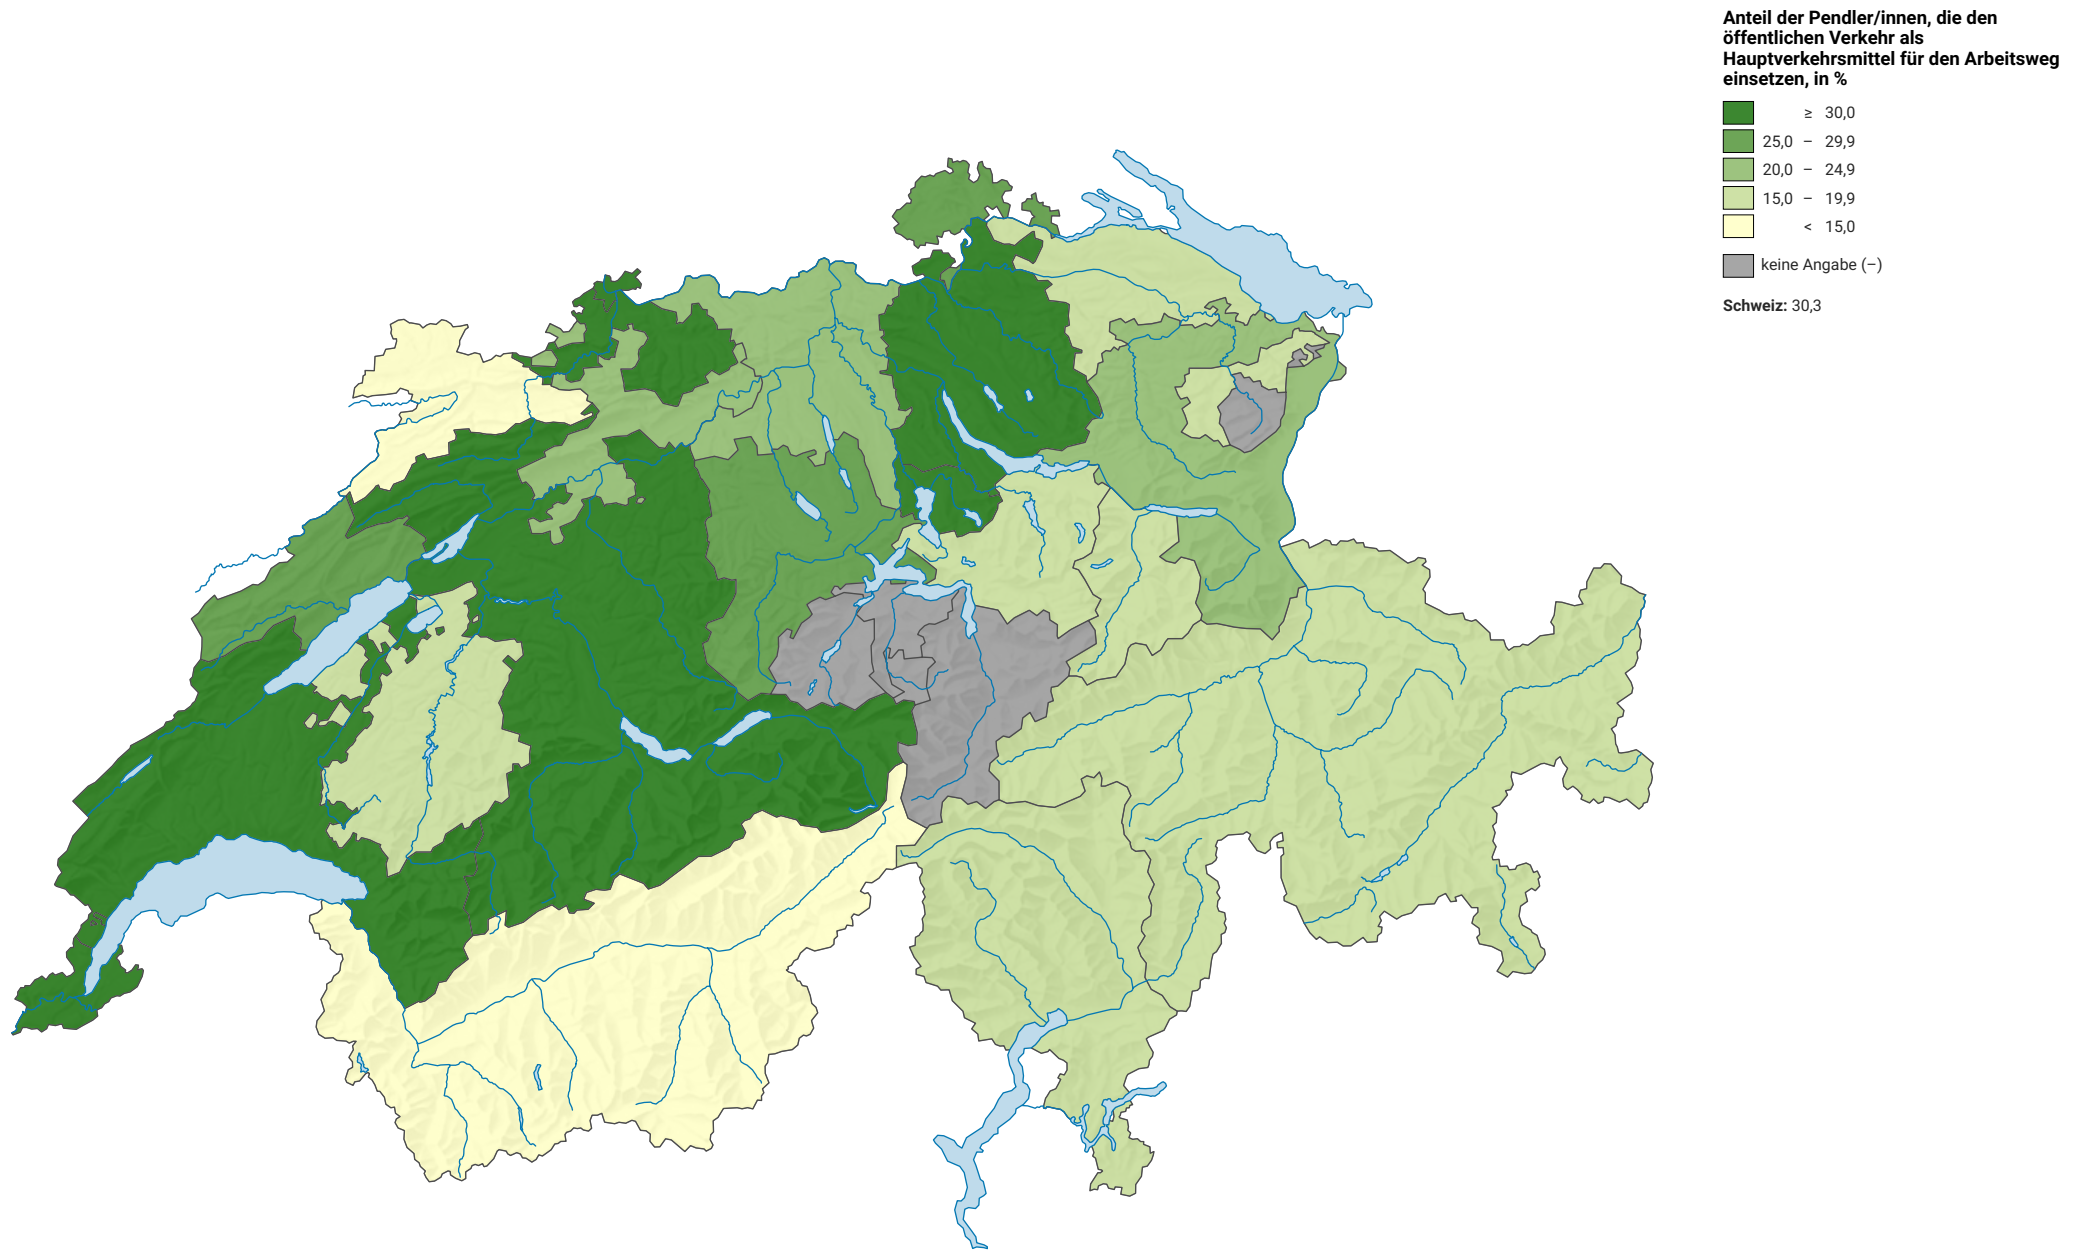 Anteil der Pendler/innen, die den
öffentlichen Verkehr als
Hauptverkehrsmittel für den Arbeitsweg
einsetzen, in %
≥ 30,0
25,0 – 29,9
20,0 – 24,9
15,0 – 19,9
< 15,0
keine Angabe (–)
Schweiz: 30,3